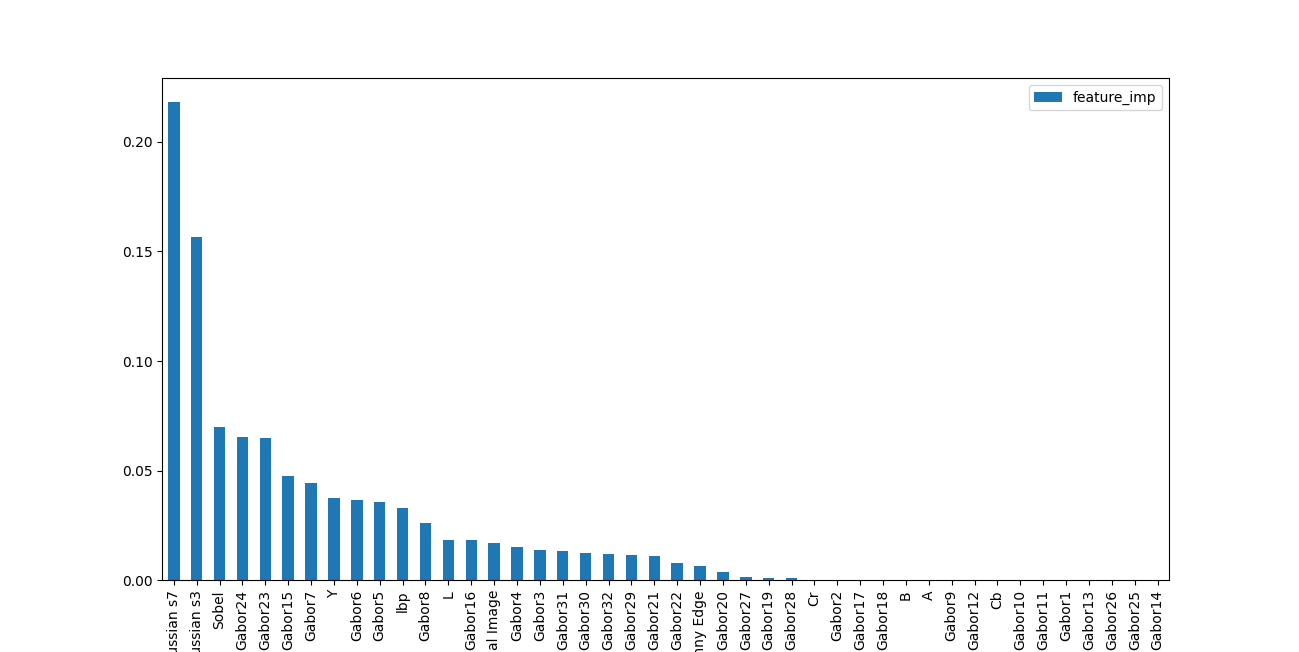 feature_imp
0.20
0.15
0.10
0.05
0.00
ussian s7
ussian s3
Sobel
Gabor24
Gabor23
Gabor15
Gabor7
Y
Gabor6
Gabor5
lbp
Gabor8
L
Gabor16
al Image
Gabor4
Gabor3
Gabor31
Gabor30
Gabor32
Gabor29
Gabor21
Gabor22
nny Edge
Gabor20
Gabor27
Gabor19
Gabor28
Cr
Gabor2
Gabor17
Gabor18
B
A
Gabor9
Gabor12
Cb
Gabor10
Gabor11
Gabor1
Gabor13
Gabor26
Gabor25
Gabor14